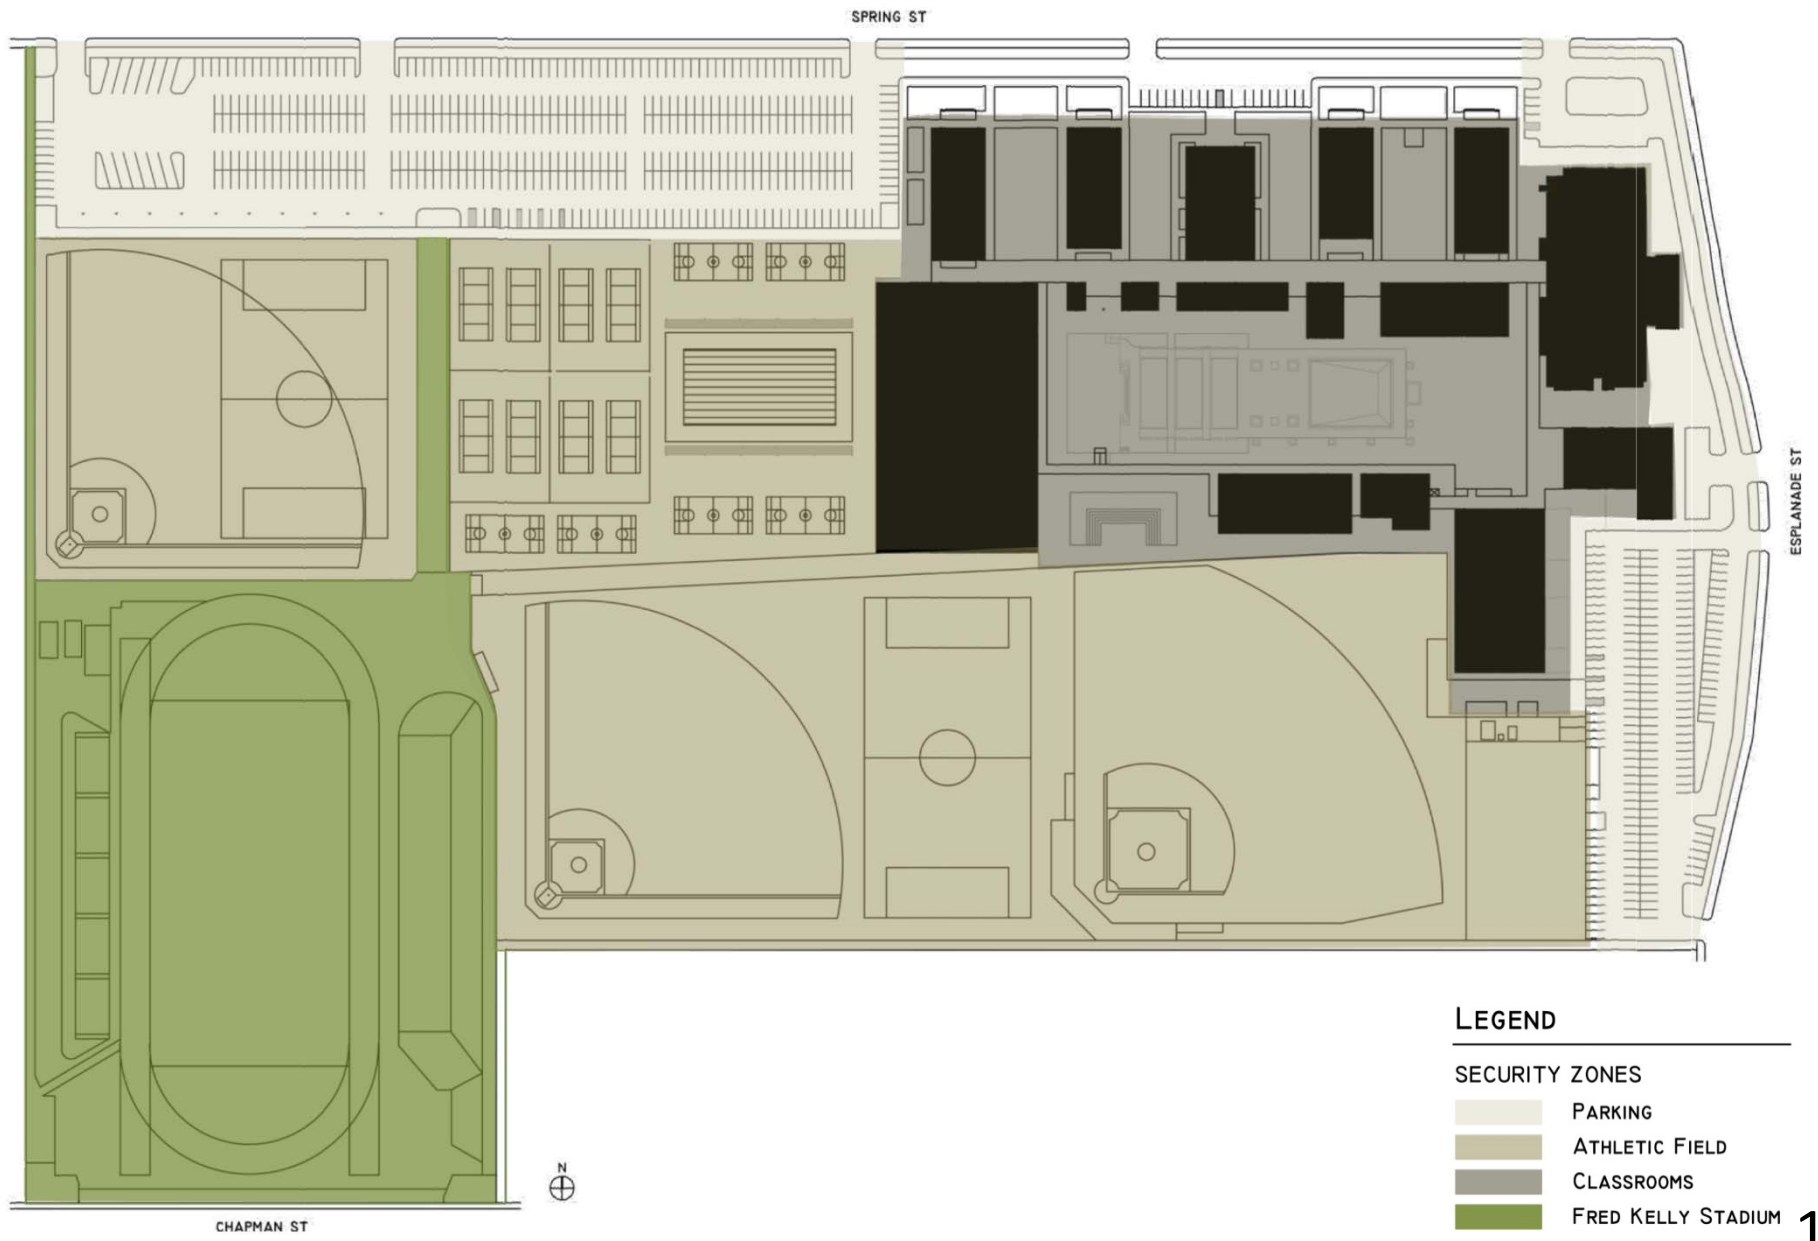 SPRING ST
ESPLANADE ST
N
CHAPMAN ST
LEGEND
SECURITY ZONES
PARKING
ATHLETIC FIELD
CLASSROOMS
FRED KELLY STADIUM
1